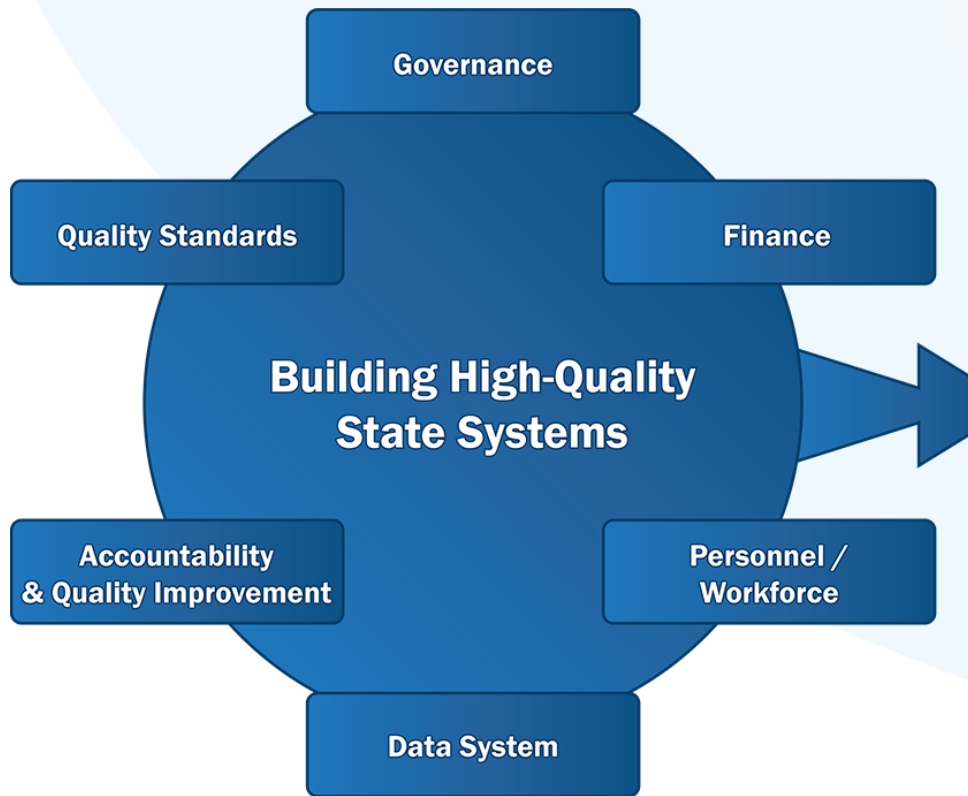 Governance
Quality Standards
Finance
Building High-Quality
State Systems
Accountability
& Quality Improvement
Personnel /
Workforce
Data System